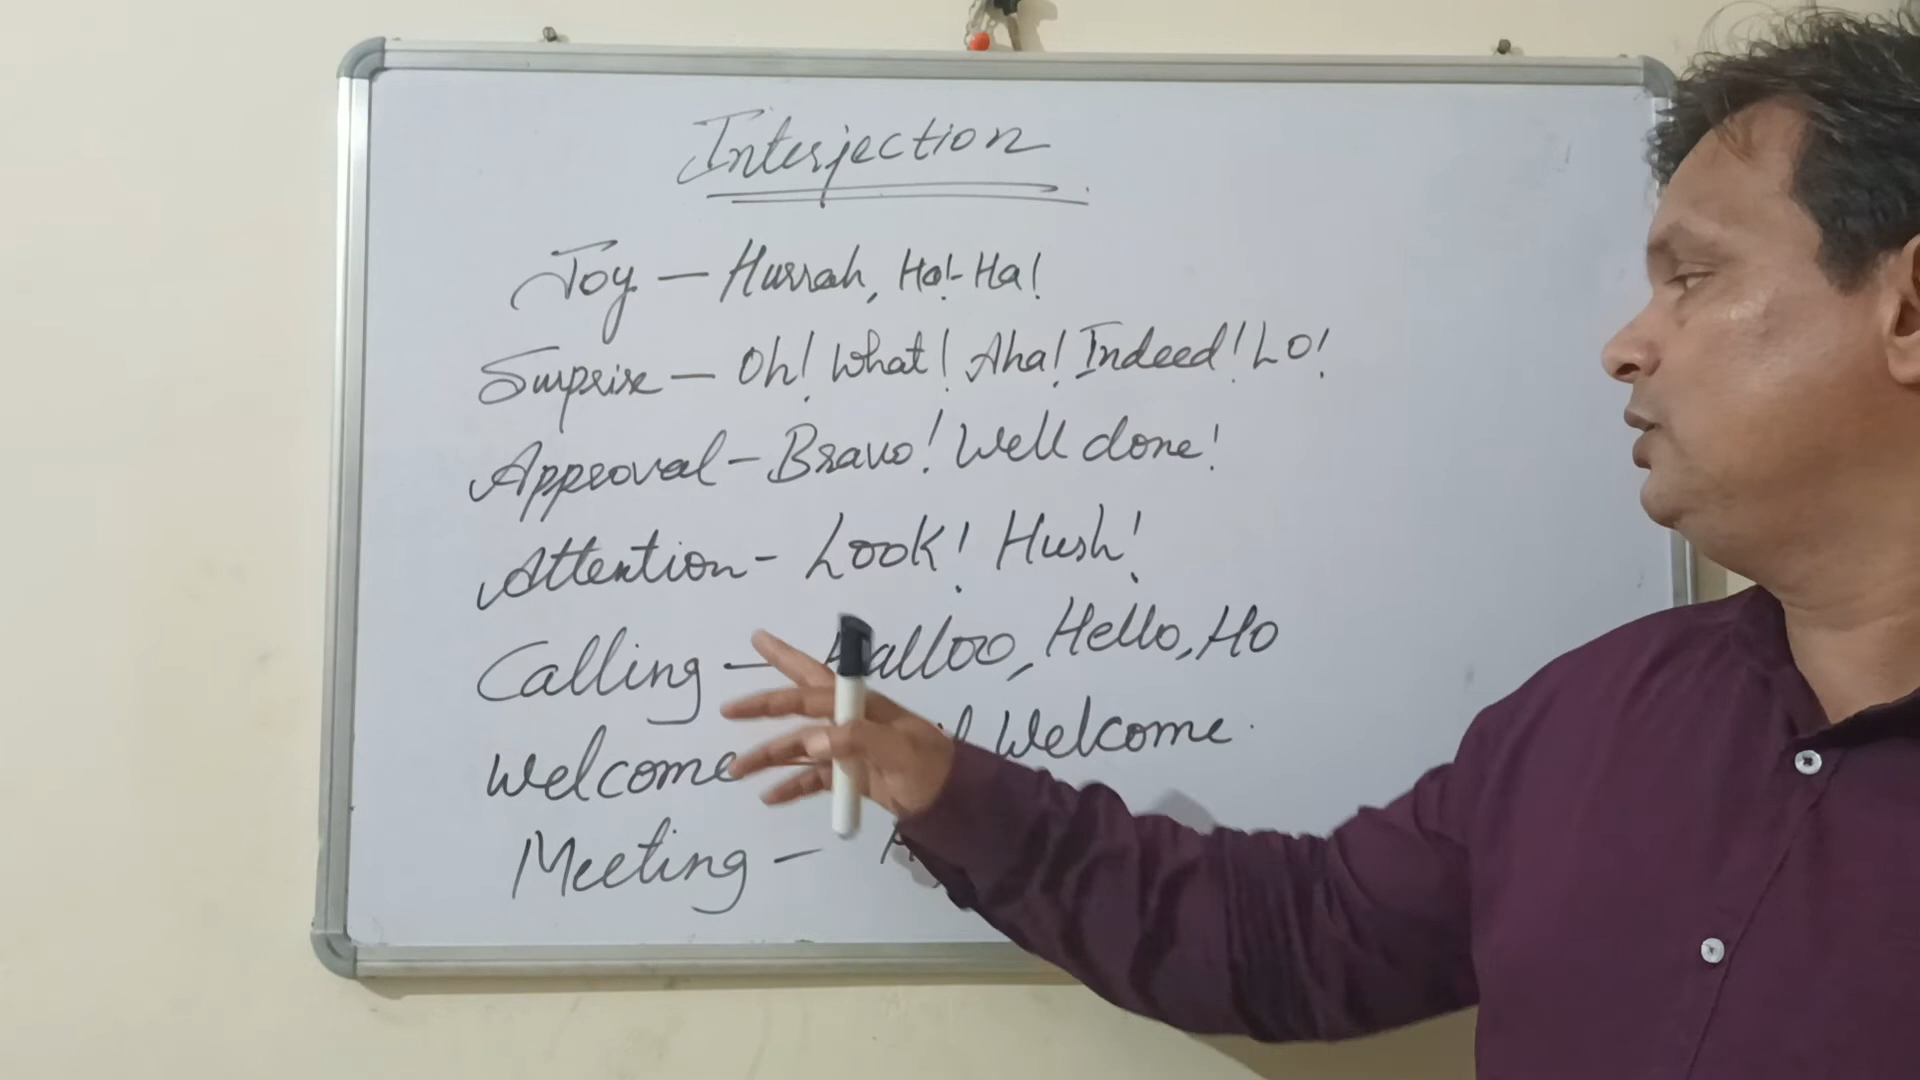 Interjection
Joy - Hurrah, Ha!-Ha!
Surprise - Oh! What! Aha! Indeed! Lo!
Approval - Bravo! Well done!
Attention - Look! Hush!
Calling - Halloo, Hello, Ho
Welcome Welcome.
Meeting -